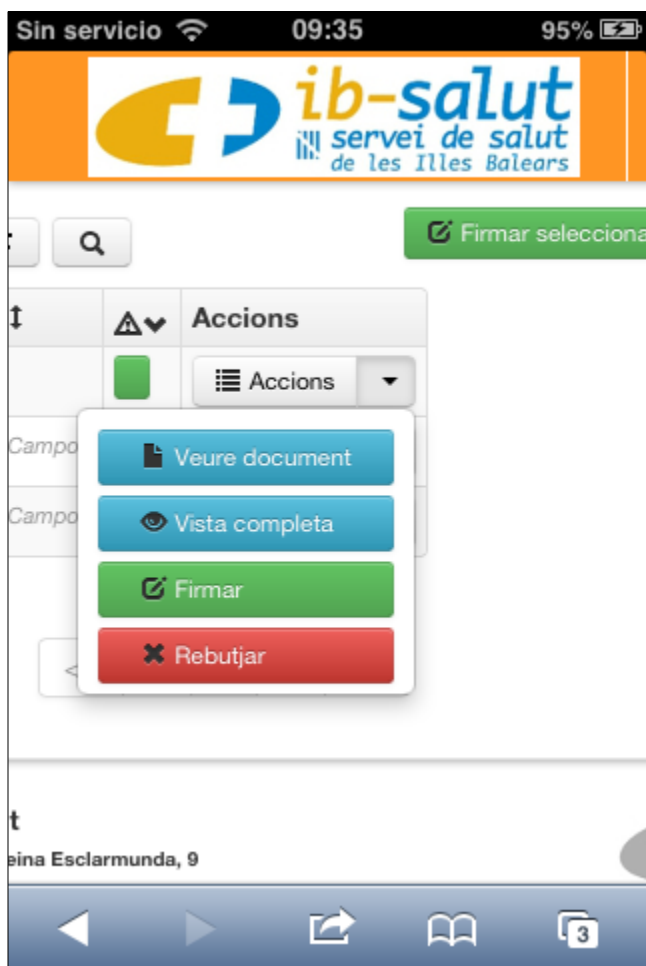 Sin servicio 09:35 95%
ib-salut
servei de salut
de les Illes Balears
Firmar selecciona
Accions
Accions
Campo
Veure document
Campo
Vista completa
Firmar
Rebutjar
<
t
eina Esclarmunda, 9
3